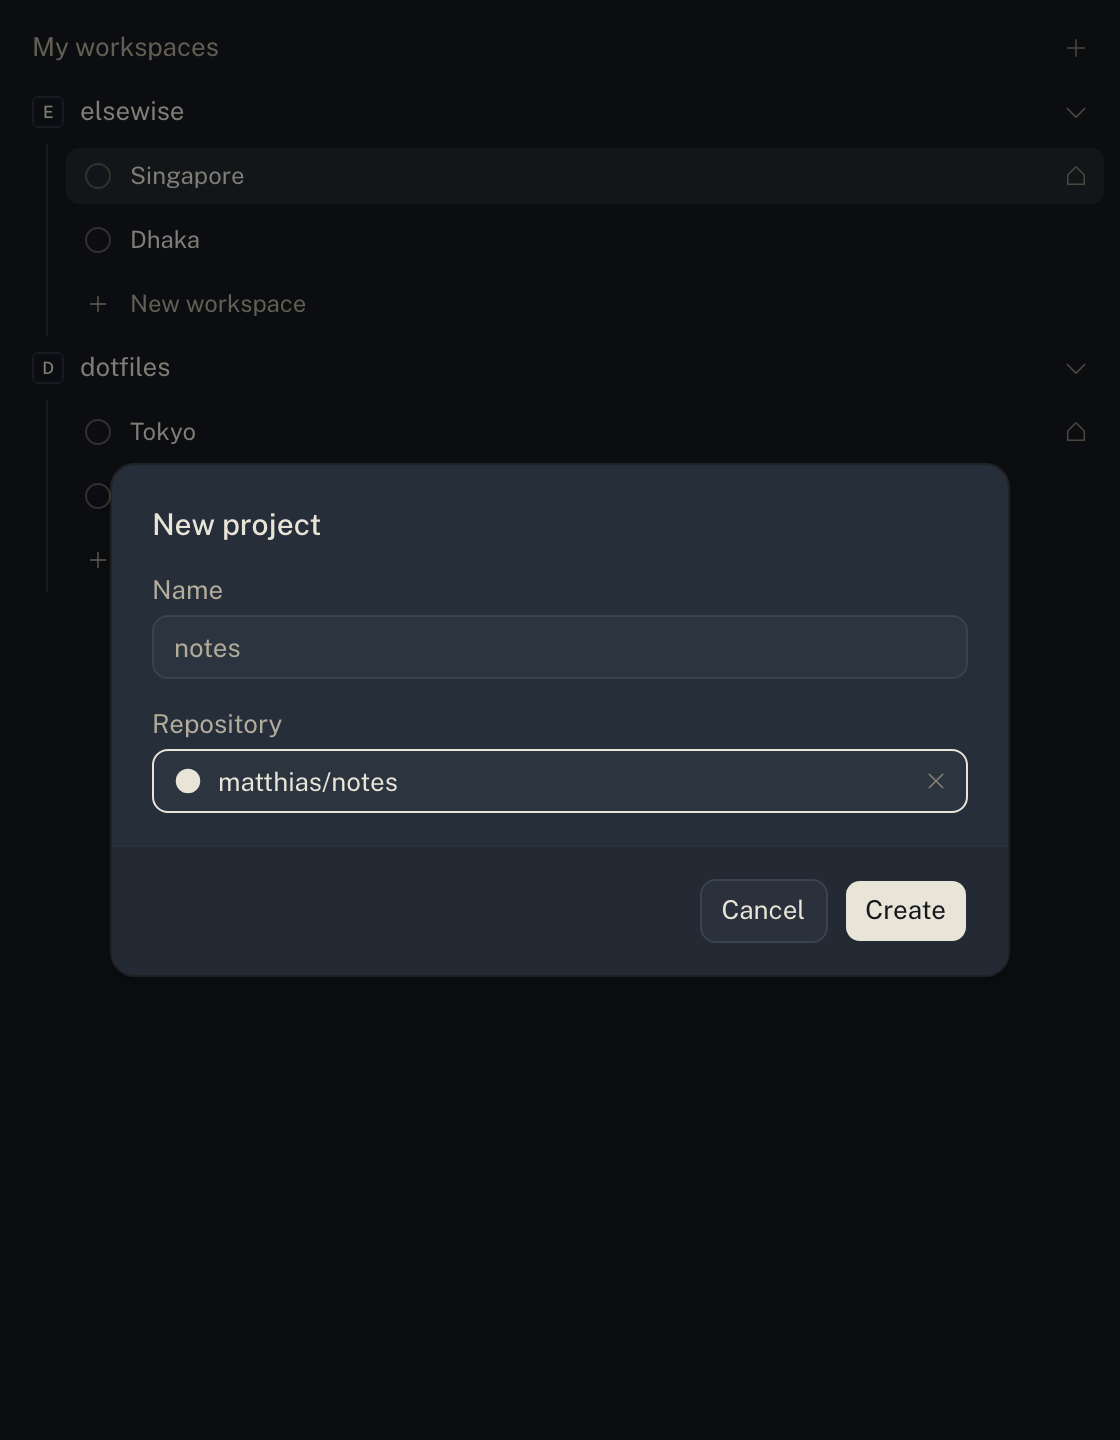 My workspaces
E elsewise
Singapore
Dhaka
New workspace
D dotfiles
Tokyo
New project
Name
notes
Repository
matthias/notes
Cancel Create